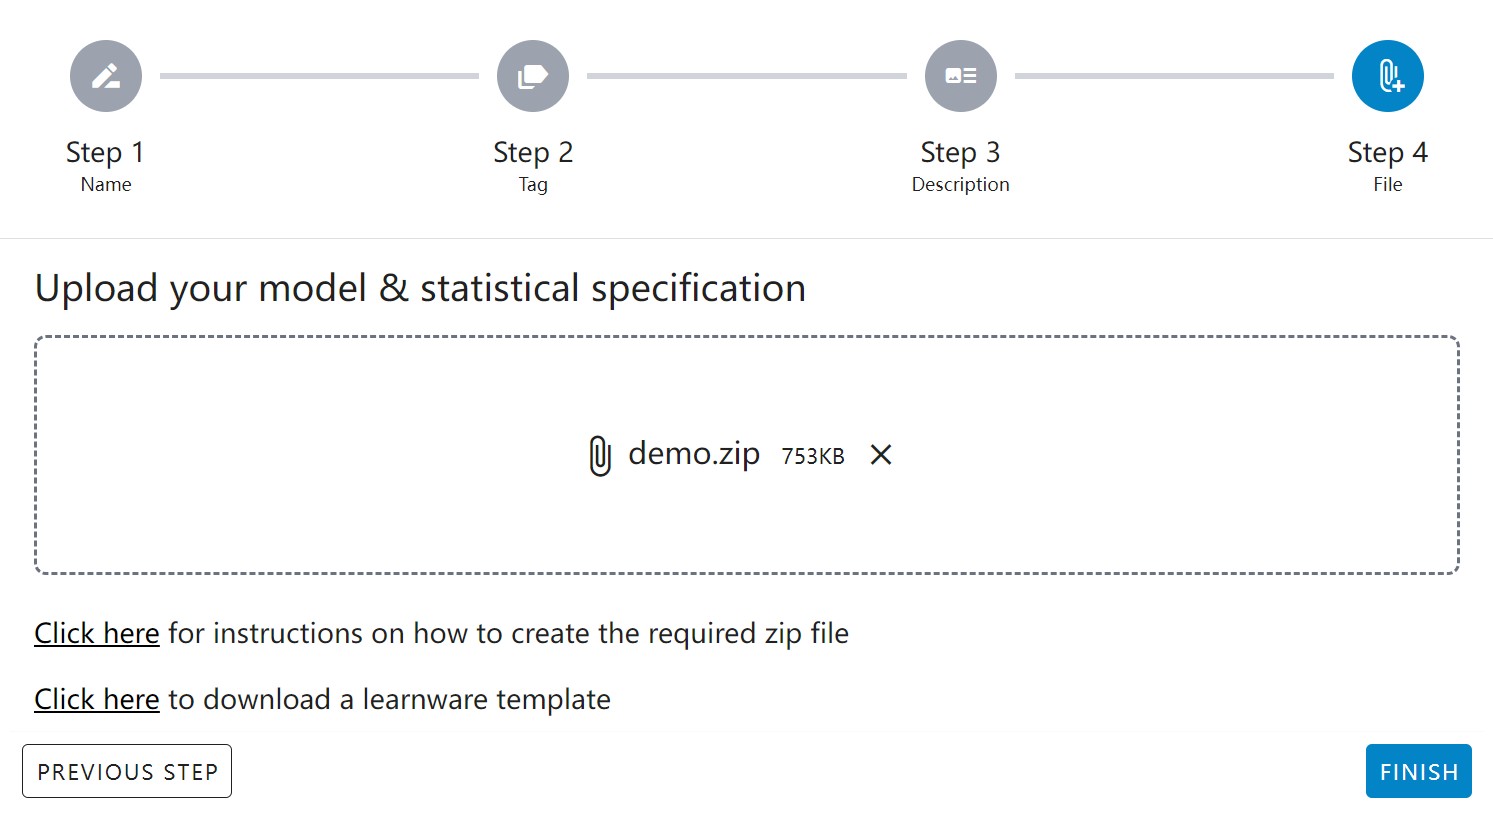 Step 1
Name
Step 2
Tag
Step 3
Description
Step 4
File
Upload your model & statistical specification
demo.zip 753KB
Click here for instructions on how to create the required zip file
Click here to download a learnware template
PREVIOUS STEP
FINISH